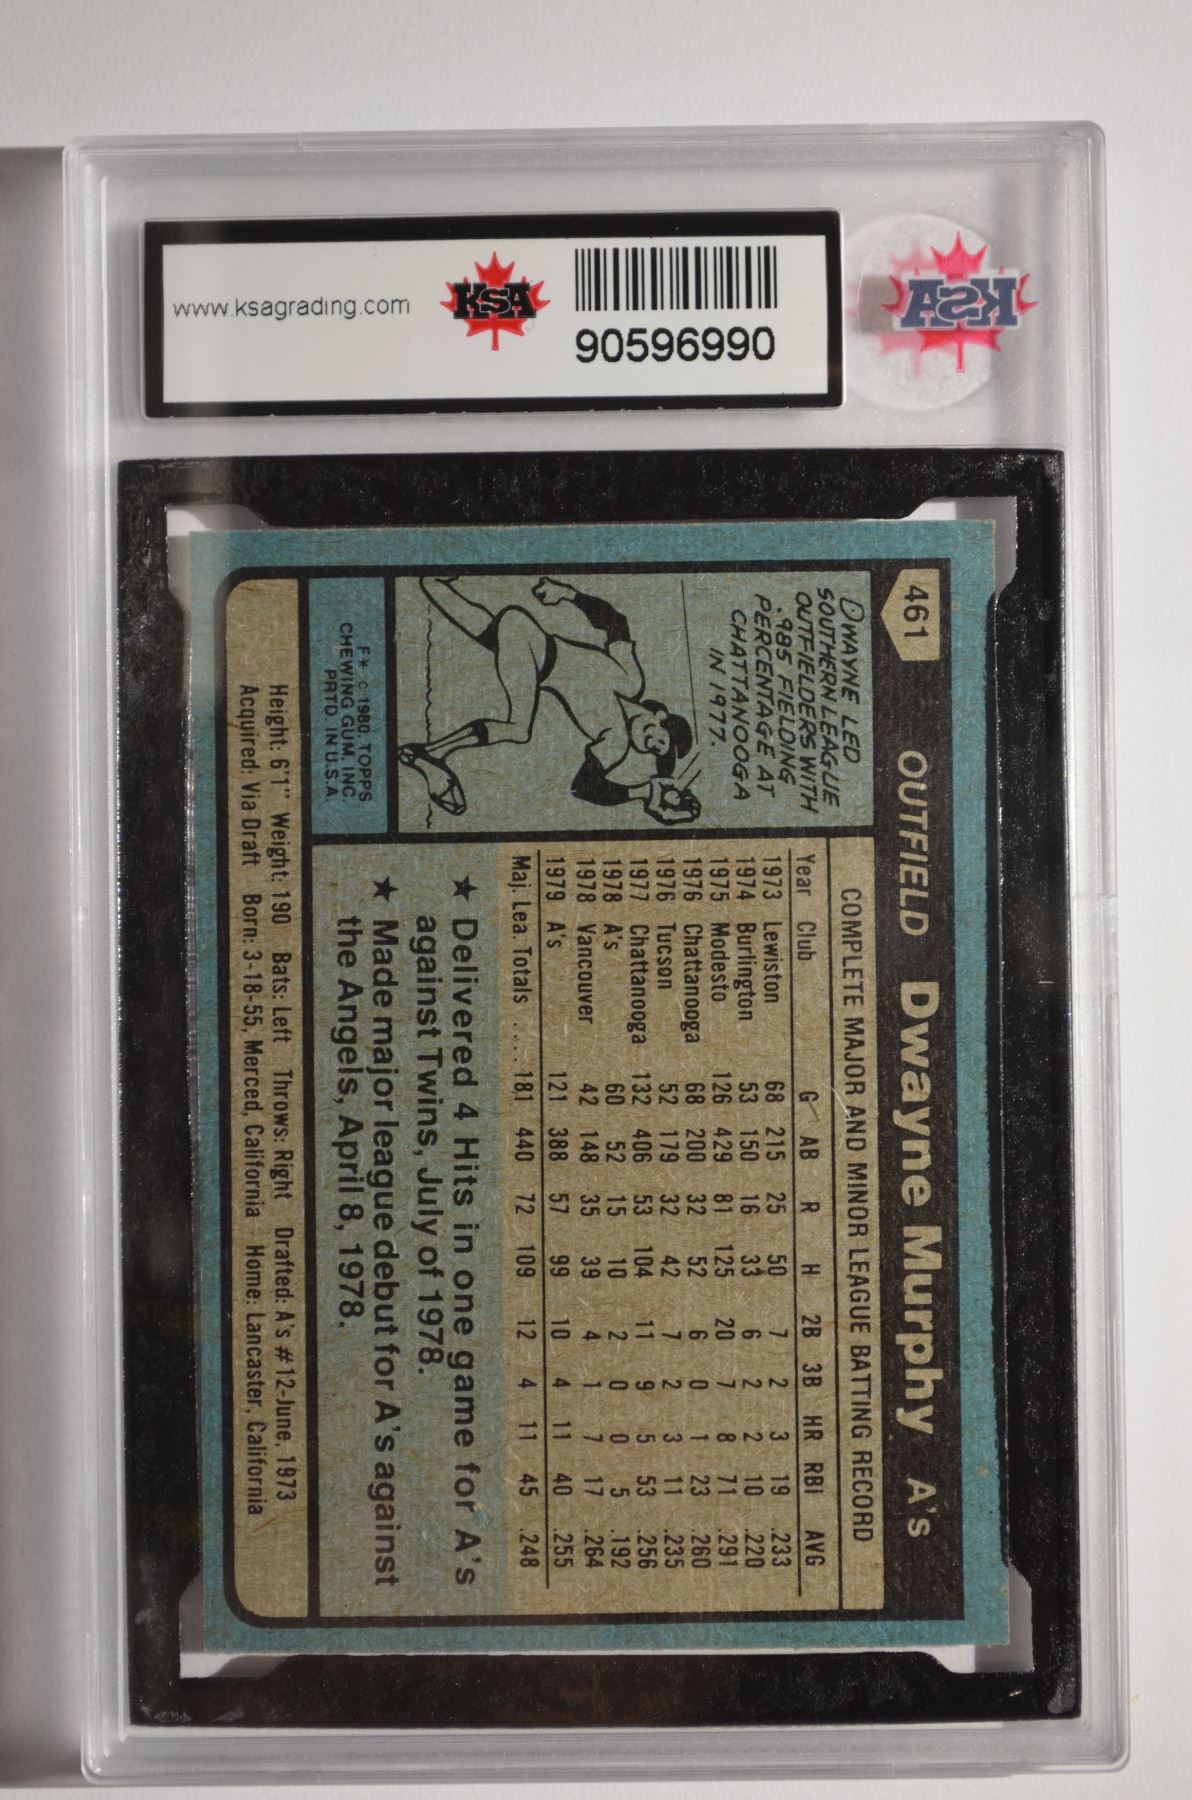 www.ksagrading.com
KSA
90596990
KSA
461 OUTFIELD Dwayne Murphy A's
DWAYNE LED
SOUTHERN LEAGUE
OUTFIELDERS WITH
.985 FIELDING
PERCENTAGE AT
CHATTANOOGA
IN 1977.
F* © 1980, TOPPS
CHEWING GUM, INC.
PRTD. IN U.S.A.
COMPLETE MAJOR AND MINOR LEAGUE BATTING RECORD
Year Club G AB R H 2B 3B HR RBI AVG
1973 Lewiston 68 215 25 50 7 2 3 19 .233
1974 Burlington 53 150 16 33 6 2 2 10 .220
1975 Modesto 126 429 81 125 20 7 8 71 .291
1976 Chattanooga 68 200 32 52 6 0 1 23 .260
1976 Tucson 52 179 32 42 7 2 3 11 .235
1977 Chattanooga 132 406 53 104 11 9 5 53 .256
1978 A's 60 52 15 10 2 0 0 5 .192
1978 Vancouver 42 148 35 39 4 1 7 17 .264
1979 A's 121 388 57 99 10 4 11 40 .255
Maj. Lea. Totals .... 181 440 72 109 12 4 11 45 .248
★ Delivered 4 Hits in one game for A's
against Twins, July of 1978.
★ Made major league debut for A's against
the Angels, April 8, 1978.
Height: 6'1" Weight: 190 Bats: Left Throws: Right Drafted: A's #12-June, 1973
Acquired: Via Draft Born: 3-18-55, Merced, California Home: Lancaster, California